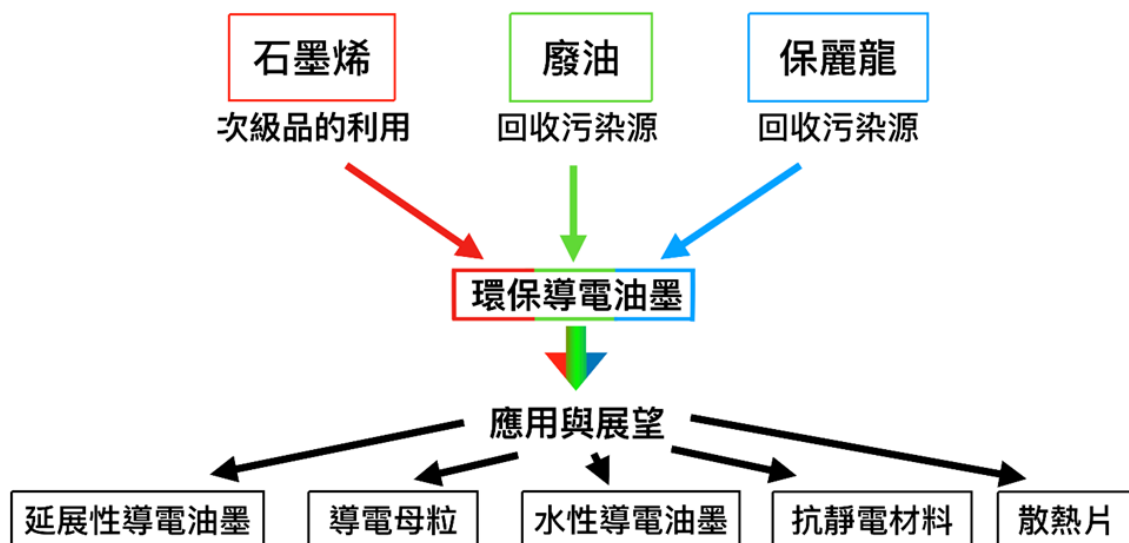 石墨烯
廢油
保麗龍
次級品的利用
回收污染源
回收污染源
環保導電油墨
應用與展望
延展性導電油墨
導電母粒
水性導電油墨
抗靜電材料
散熱片